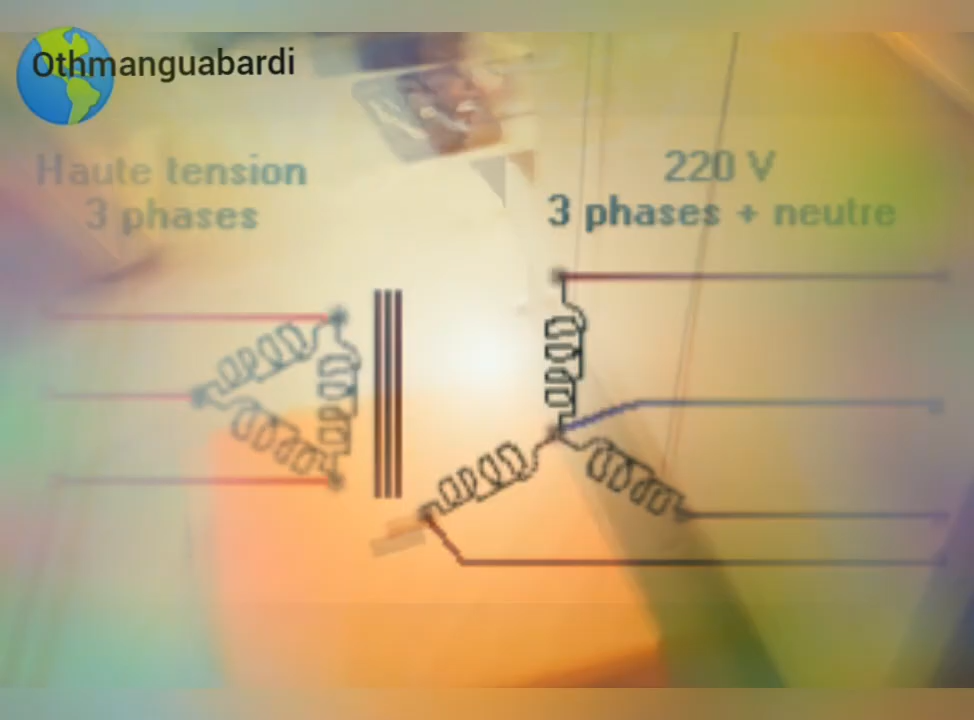 Othmanguabardi
Haute tension
3 phases
220 V
3 phases + neutre